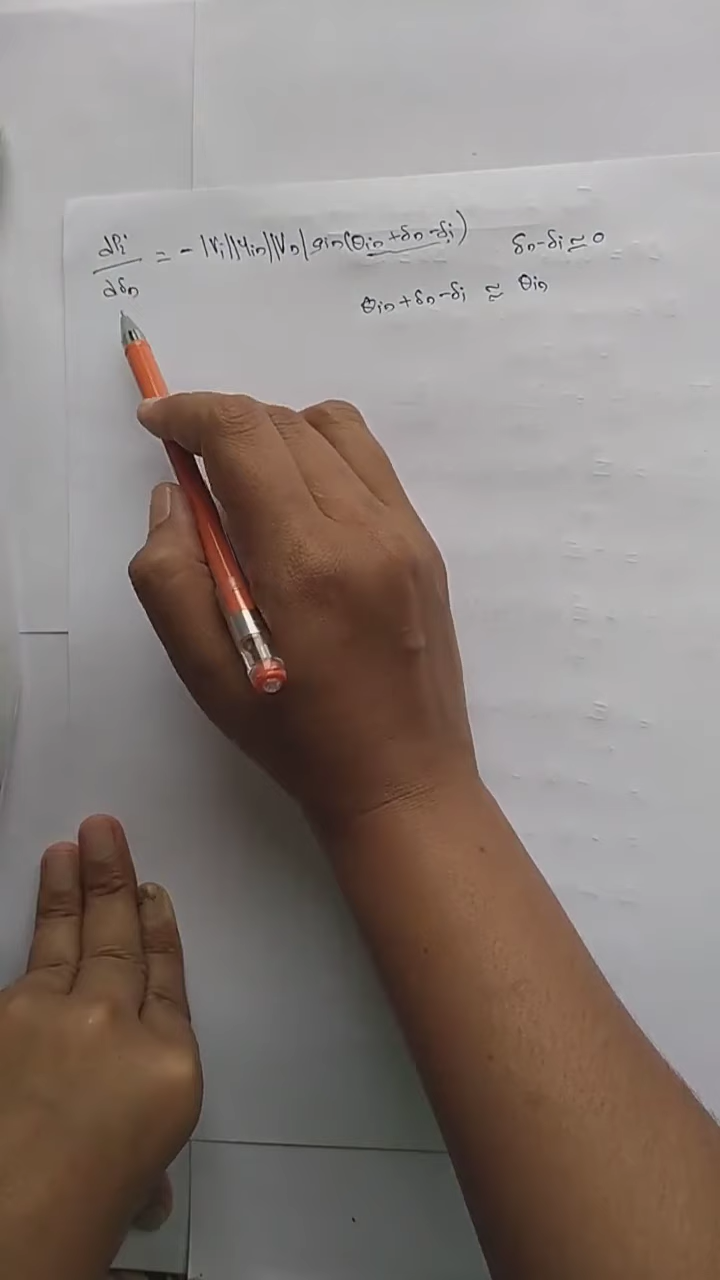 dPi/dδn = -|Vi||Yin||Vn| sin(θin + δn - δi) δn - δi ≃ 0
θin + δn - δi ≃ θin